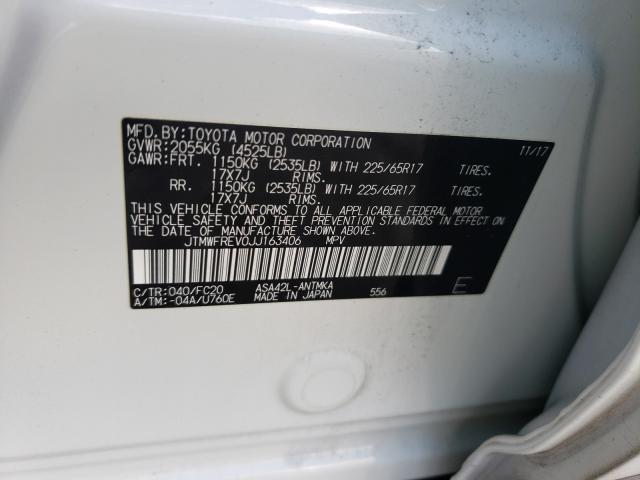 MFD. BY: TOYOTA MOTOR CORPORATION 11/17
GVWR: 2055KG (4525LB)
GAWR: FRT. 1150KG (2535LB) WITH 225/65R17 TIRES.
17X7J RIMS.
RR. 1150KG (2535LB) WITH 225/65R17 TIRES.
17X7J RIMS.
THIS VEHICLE CONFORMS TO ALL APPLICABLE FEDERAL MOTOR
VEHICLE SAFETY AND THEFT PREVENTION STANDARDS IN EFFECT ON
THE DATE OF MANUFACTURE SHOWN ABOVE.
JTMWFREV0JJ163406 MPV
C/TR: 040/FC20 ASA42L-ANTMKA
A/TM: -04A/U760E MADE IN JAPAN 556 E